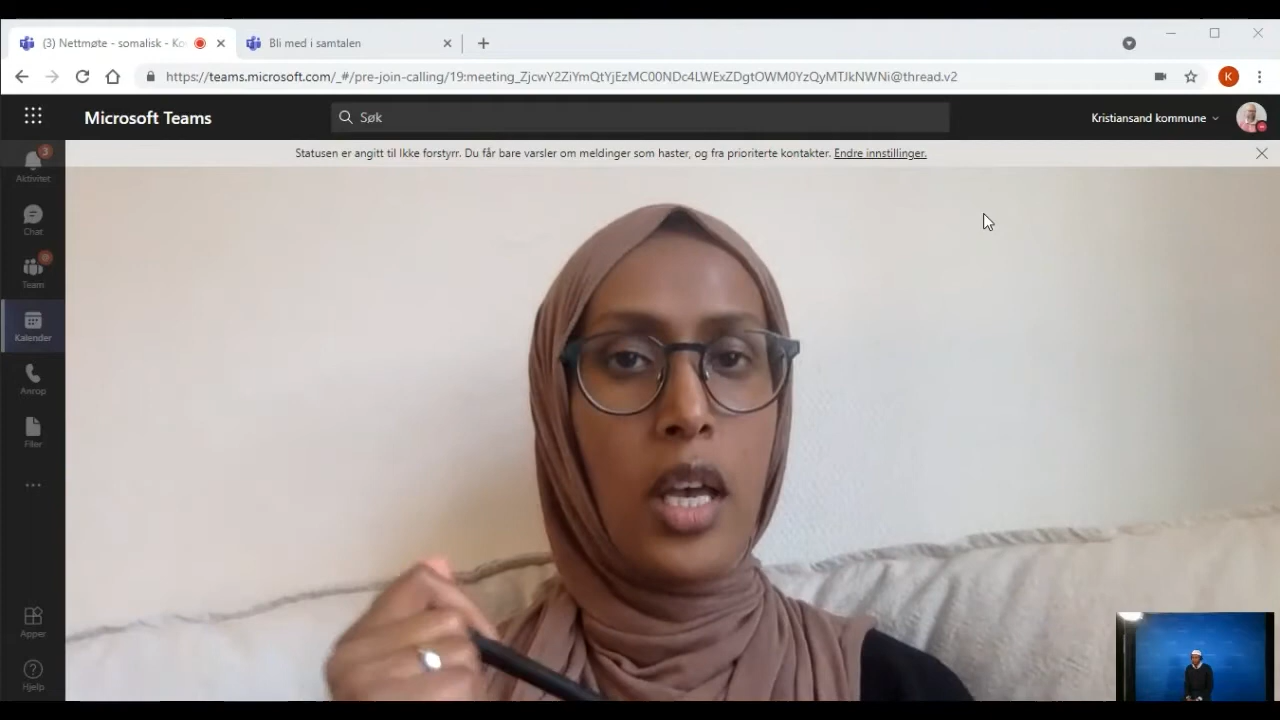 (3) Nettmøte - somalisk - Ko
Bli med i samtalen
https://teams.microsoft.com/_#/pre-join-calling/19:meeting_ZjcwY2ZiYmQtYjEzMC00NDc4LWExZDgtOWM0YzQyMTJkNWNi@thread.v2
K
Microsoft Teams
Søk
Kristiansand kommune
Statusen er angitt til Ikke forstyrr. Du får bare varsler om meldinger som haster, og fra prioriterte kontakter. Endre innstillinger.
3
Aktivitet
Chat
Team
Kalender
Anrop
Filer
Apper
Hjelp